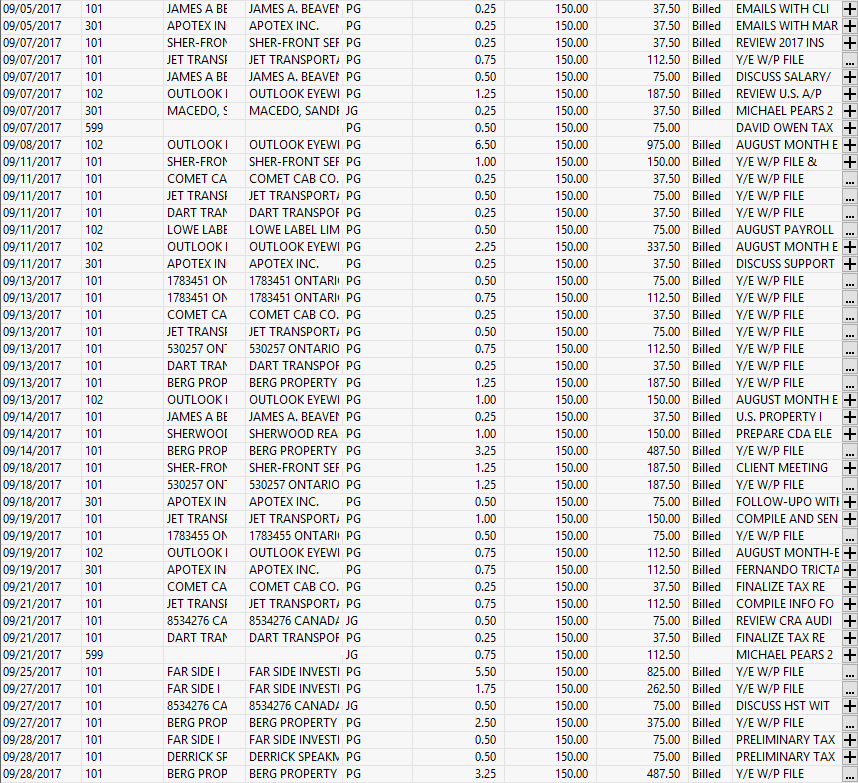 09/05/2017 101 JAMES A BE JAMES A. BEAVEN PG 0.25 150.00 37.50 Billed EMAILS WITH CLI
09/05/2017 301 APOTEX IN APOTEX INC. PG 0.25 150.00 37.50 Billed EMAILS WITH MAR
09/07/2017 101 SHER-FRON SHER-FRONT SEF PG 0.25 150.00 37.50 Billed REVIEW 2017 INS
09/07/2017 101 JET TRANSF JET TRANSPORTA PG 0.75 150.00 112.50 Billed Y/E W/P FILE ...
09/07/2017 101 JAMES A BE JAMES A. BEAVEN PG 0.50 150.00 75.00 Billed DISCUSS SALARY/
09/07/2017 102 OUTLOOK I OUTLOOK EYEWI PG 1.25 150.00 187.50 Billed REVIEW U.S. A/P
09/07/2017 301 MACEDO, S MACEDO, SANDF JG 0.25 150.00 37.50 Billed MICHAEL PEARS 2
09/07/2017 599 PG 0.50 150.00 75.00 DAVID OWEN TAX
09/08/2017 102 OUTLOOK I OUTLOOK EYEWI PG 6.50 150.00 975.00 Billed AUGUST MONTH E
09/11/2017 101 SHER-FRON SHER-FRONT SEF PG 1.00 150.00 150.00 Billed Y/E W/P FILE &
09/11/2017 101 COMET CA COMET CAB CO. PG 0.25 150.00 37.50 Billed Y/E W/P FILE ...
09/11/2017 101 JET TRANSF JET TRANSPORTA PG 0.50 150.00 75.00 Billed Y/E W/P FILE ...
09/11/2017 101 DART TRAN DART TRANSPOF PG 0.25 150.00 37.50 Billed Y/E W/P FILE ...
09/11/2017 102 LOWE LABE LOWE LABEL LIM PG 0.50 150.00 75.00 Billed AUGUST PAYROLL ...
09/11/2017 102 OUTLOOK I OUTLOOK EYEWI PG 2.25 150.00 337.50 Billed AUGUST MONTH E
09/11/2017 301 APOTEX IN APOTEX INC. PG 0.25 150.00 37.50 Billed DISCUSS SUPPORT
09/13/2017 101 1783451 ON 1783451 ONTARI PG 0.50 150.00 75.00 Billed Y/E W/P FILE ...
09/13/2017 101 1783451 ON 1783451 ONTARI PG 0.75 150.00 112.50 Billed Y/E W/P FILE ...
09/13/2017 101 COMET CA COMET CAB CO. PG 0.25 150.00 37.50 Billed Y/E W/P FILE ...
09/13/2017 101 JET TRANSF JET TRANSPORTA PG 0.50 150.00 75.00 Billed Y/E W/P FILE ...
09/13/2017 101 530257 ONT 530257 ONTARIO PG 0.75 150.00 112.50 Billed Y/E W/P FILE ...
09/13/2017 101 DART TRAN DART TRANSPOF PG 0.25 150.00 37.50 Billed Y/E W/P FILE ...
09/13/2017 101 BERG PROP BERG PROPERTY PG 1.25 150.00 187.50 Billed Y/E W/P FILE ...
09/13/2017 102 OUTLOOK I OUTLOOK EYEWI PG 1.00 150.00 150.00 Billed AUGUST MONTH E
09/14/2017 101 JAMES A BE JAMES A. BEAVEN PG 0.25 150.00 37.50 Billed U.S. PROPERTY I
09/14/2017 101 SHERWOOD SHERWOOD REA PG 1.00 150.00 150.00 Billed PREPARE CDA ELE
09/14/2017 101 BERG PROP BERG PROPERTY PG 3.25 150.00 487.50 Billed Y/E W/P FILE ...
09/18/2017 101 SHER-FRON SHER-FRONT SEF PG 1.25 150.00 187.50 Billed CLIENT MEETING
09/18/2017 101 530257 ONT 530257 ONTARIO PG 1.25 150.00 187.50 Billed Y/E W/P FILE ...
09/18/2017 301 APOTEX IN APOTEX INC. PG 0.50 150.00 75.00 Billed FOLLOW-UPO WITH
09/19/2017 101 JET TRANSF JET TRANSPORTA PG 1.00 150.00 150.00 Billed COMPILE AND SEN
09/19/2017 101 1783455 ON 1783455 ONTARI PG 0.50 150.00 75.00 Billed Y/E W/P FILE ...
09/19/2017 102 OUTLOOK I OUTLOOK EYEWI PG 0.75 150.00 112.50 Billed AUGUST MONTH-E
09/19/2017 301 APOTEX IN APOTEX INC. PG 0.75 150.00 112.50 Billed FERNANDO TRICTA
09/21/2017 101 COMET CA COMET CAB CO. PG 0.25 150.00 37.50 Billed FINALIZE TAX RE
09/21/2017 101 JET TRANSF JET TRANSPORTA PG 0.75 150.00 112.50 Billed COMPILE INFO FO
09/21/2017 101 8534276 CA 8534276 CANADA JG 0.50 150.00 75.00 Billed REVIEW CRA AUDI
09/21/2017 101 DART TRAN DART TRANSPOF PG 0.25 150.00 37.50 Billed FINALIZE TAX RE
09/21/2017 599 JG 0.75 150.00 112.50 MICHAEL PEARS 2
09/25/2017 101 FAR SIDE I FAR SIDE INVESTI PG 5.50 150.00 825.00 Billed Y/E W/P FILE ...
09/27/2017 101 FAR SIDE I FAR SIDE INVESTI PG 1.75 150.00 262.50 Billed Y/E W/P FILE ...
09/27/2017 101 8534276 CA 8534276 CANADA JG 0.50 150.00 75.00 Billed DISCUSS HST WIT
09/27/2017 101 BERG PROP BERG PROPERTY PG 2.50 150.00 375.00 Billed Y/E W/P FILE ...
09/28/2017 101 FAR SIDE I FAR SIDE INVESTI PG 0.50 150.00 75.00 Billed PRELIMINARY TAX
09/28/2017 101 DERRICK SP DERRICK SPEAKN PG 0.50 150.00 75.00 Billed PRELIMINARY TAX
09/28/2017 101 BERG PROP BERG PROPERTY PG 3.25 150.00 487.50 Billed Y/E W/P FILE ...